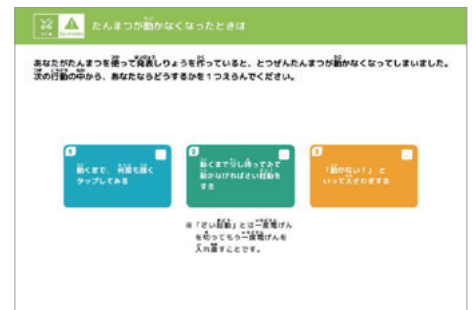 たんまつが動かなくなったときは
あなたがたんまつを使って発表しりょうを作っていると、とつぜんたんまつが動かなくなってしまいました。
次の行動の中から、あなたならどうするかを1つえらんでください。
1
動くまで、何度も強く
タップしてみる
2
動くまで少し待ってみて
動かなければさい起動を
する
3
「動かない！」と
いって大さわぎする
※「さい起動」とは一度電げん
を切ってもう一度電げんを
入れ直すことです。